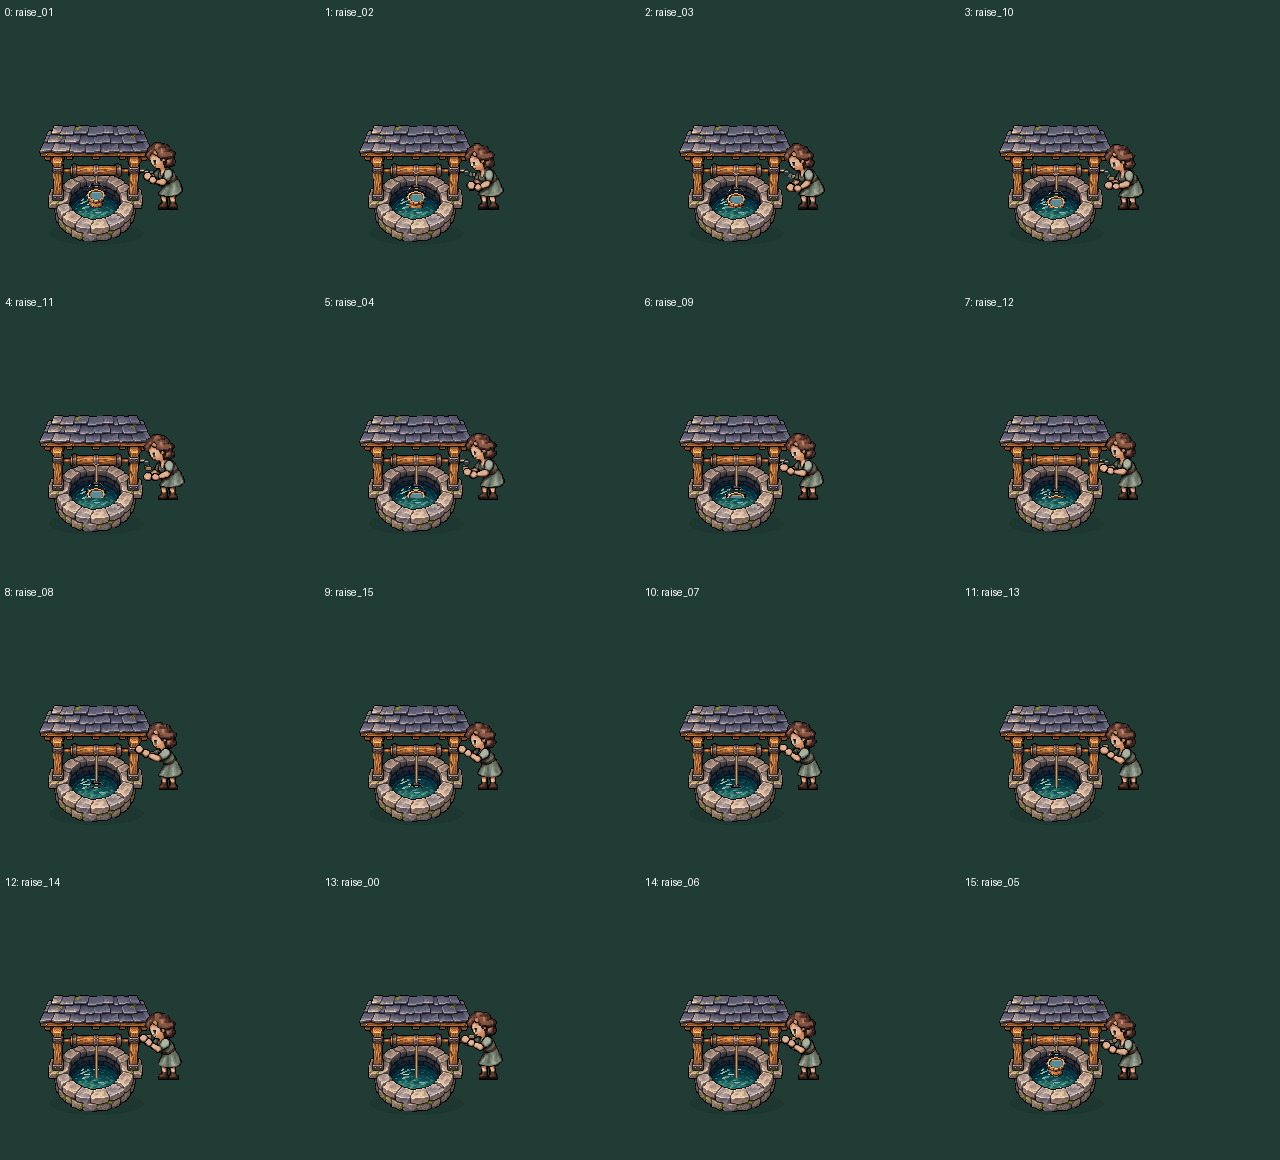 0: raise_01
1: raise_02
2: raise_03
3: raise_10
4: raise_11
5: raise_04
6: raise_09
7: raise_12
8: raise_08
9: raise_15
10: raise_07
11: raise_13
12: raise_14
13: raise_00
14: raise_06
15: raise_05